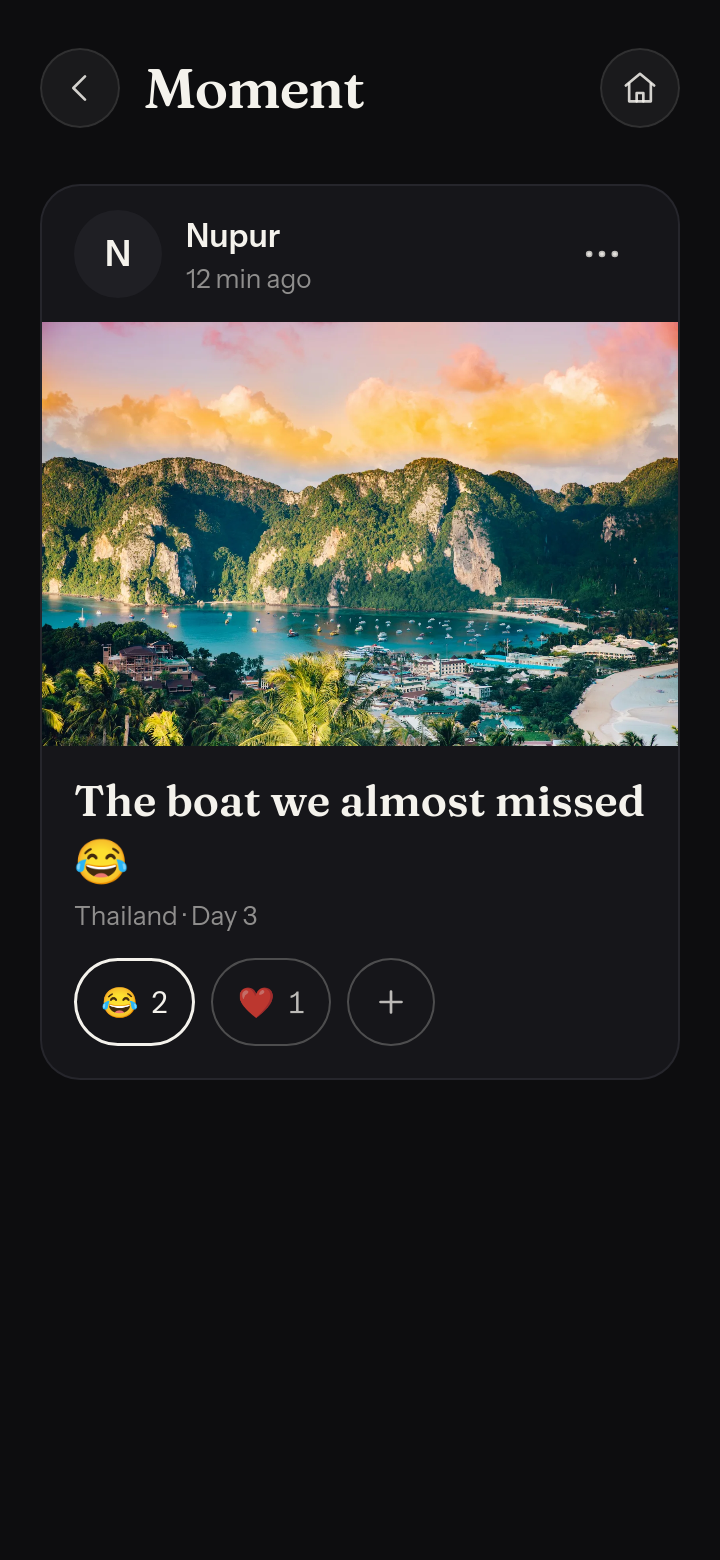 Moment
N
Nupur
12 min ago
The boat we almost missed
😂
Thailand · Day 3
😂 2 ❤️ 1 +